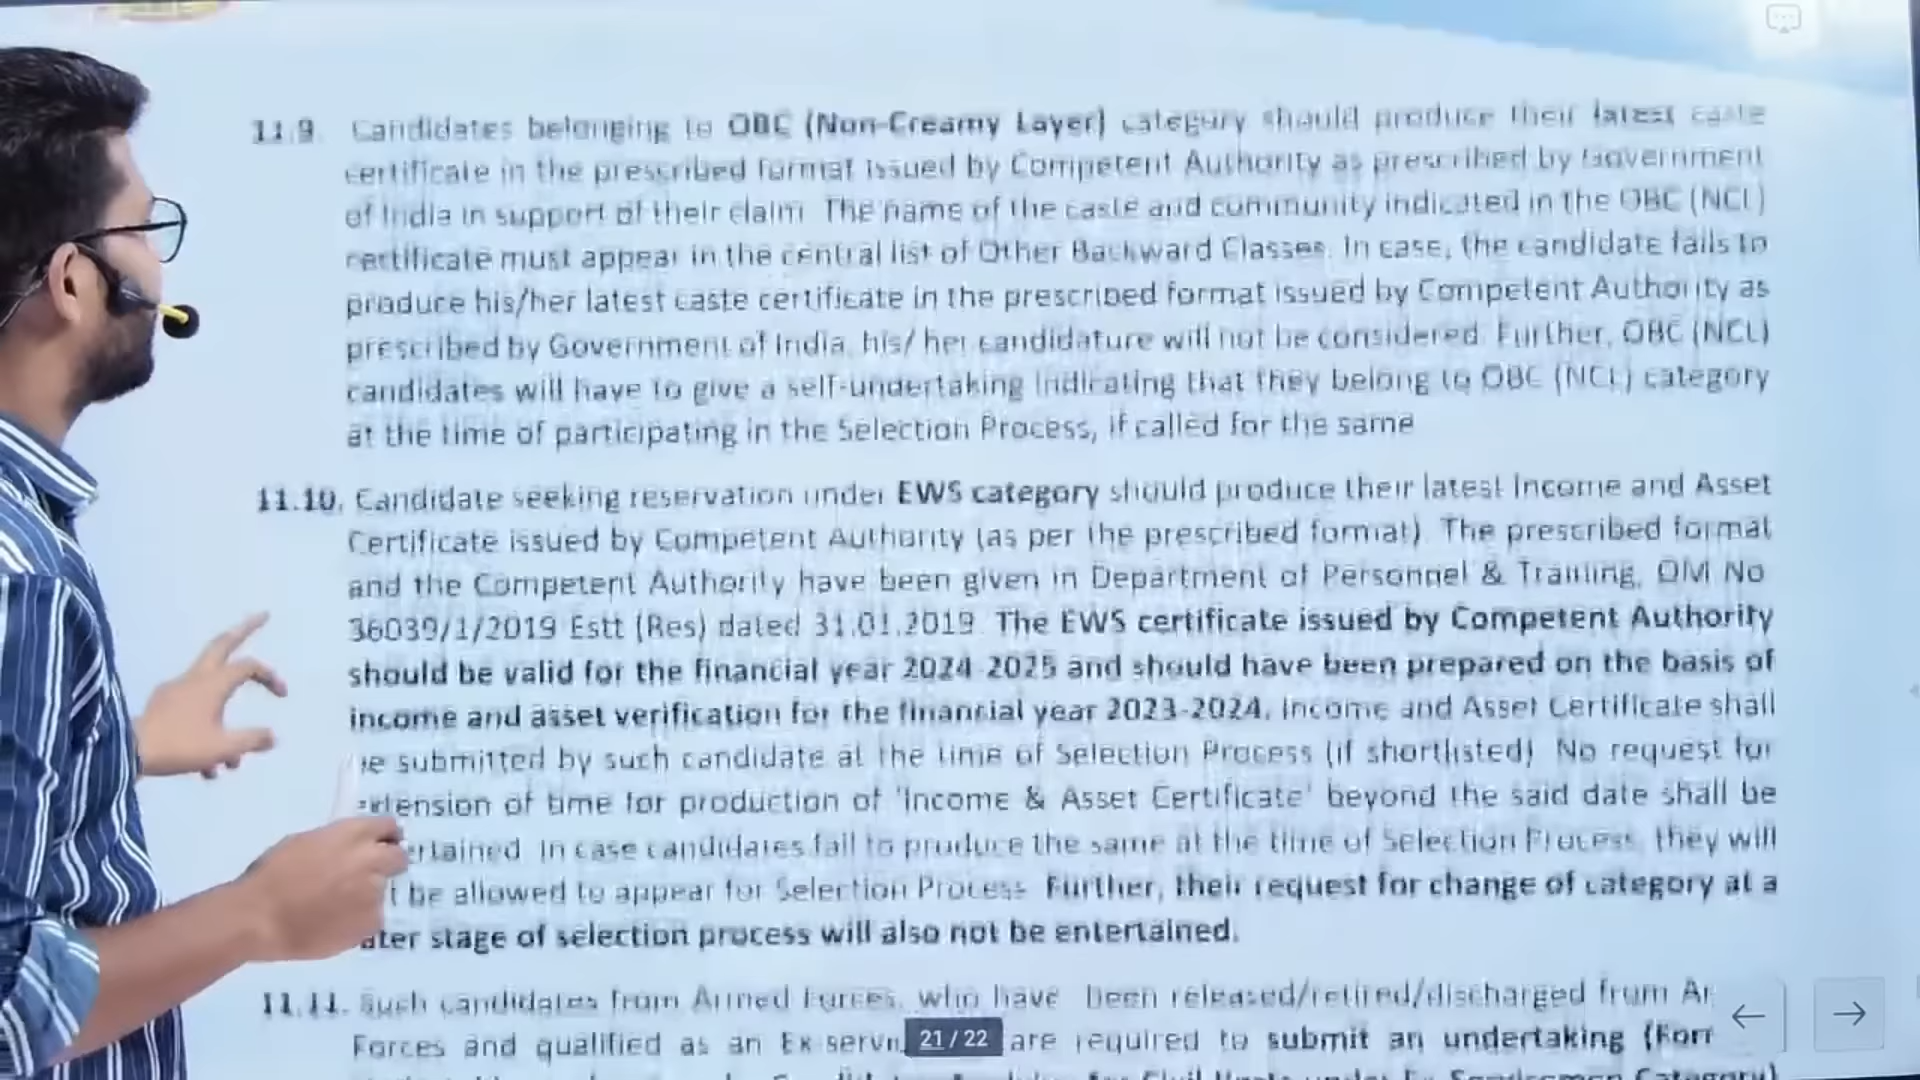 11.9. Candidates belonging to OBC (Non-Creamy Layer) category should produce their latest caste
certificate in the prescribed format issued by Competent Authority as prescribed by Government
of India in support of their claim. The name of the caste and community indicated in the OBC (NCL)
certificate must appear in the central list of Other Backward Classes. In case, the candidate fails to
produce his/her latest caste certificate in the prescribed format issued by Competent Authority as
prescribed by Government of India, his/ her candidature will not be considered. Further, OBC (NCL)
candidates will have to give a self-undertaking indicating that they belong to OBC (NCL) category
at the time of participating in the Selection Process, if called for the same
11.10. Candidate seeking reservation under EWS category should produce their latest Income and Asset
Certificate issued by Competent Authority (as per the prescribed format). The prescribed format
and the Competent Authority have been given in Department of Personnel & Training, OM No
36039/1/2019 Estt (Res) dated 31.01.2019. The EWS certificate issued by Competent Authority
should be valid for the financial year 2024-2025 and should have been prepared on the basis of
income and asset verification for the financial year 2023-2024. Income and Asset Certificate shall
submitted by such candidate at the time of Selection Process (if shortlisted). No request for
of time for production of 'Income & Asset Certificate' beyond the said date shall be
In case candidates fail to produce the same at the time of Selection Process, they will
be allowed to appear for Selection Process. Further, their request for change of category at a
stage of selection process will also not be entertained.
11.11. Such candidates from Armed Forces, who have been released/retired/discharged from Ar
Forces and qualified as an Ex-serv are required to submit an undertaking (For
21 / 22